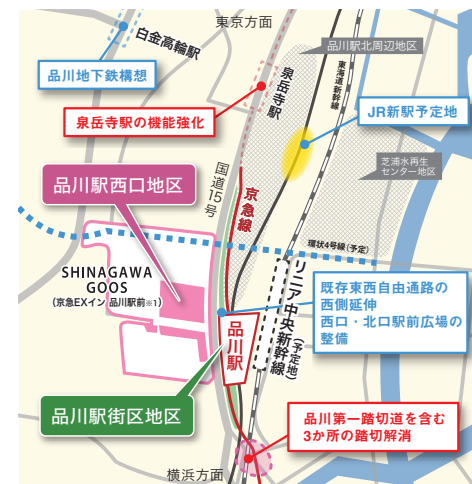 東京方面
白金高輪駅
品川駅北周辺地区
品川地下鉄構想
泉岳寺駅
東海道新幹線
JR新駅予定地
泉岳寺駅の機能強化
芝浦水再生
センター地区
国道15号
品川駅西口地区
京急線
環状4号線(予定)
SHINAGAWA
GOOS
(京急EXイン 品川駅前※1)
リニア中央新幹線
(予定地)
既存東西自由通路の
西側延伸
西口・北口駅前広場の
整備
品川駅
品川駅街区地区
品川第一踏切道を含む
3か所の踏切解消
横浜方面